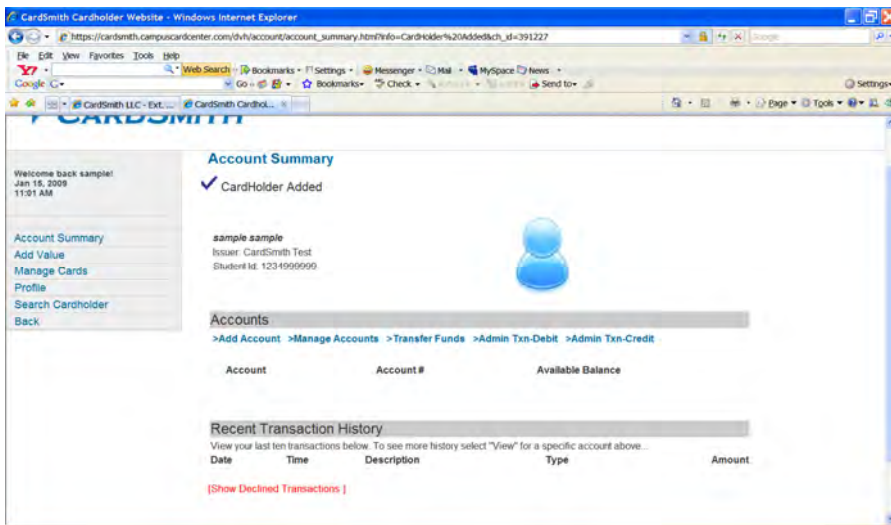 CardSmith Cardholder Website - Windows Internet Explorer
https://cardsmith.campuscardcenter.com/dvh/account/account_summary.html?info=CardHolder%20Added&ch_id=391227
Google
File Edit View Favorites Tools Help
Y7 Web Search Bookmarks Settings Messenger Mail MySpace News
Google G Go Bookmarks Check Send to Settings
CardSmith LLC - Ext. ... CardSmith Cardhol... Page Tools
CARDSMITH
Account Summary
Welcome back sample!
Jan 15, 2009
11:01 AM
CardHolder Added
Account Summary
Add Value
Manage Cards
Profile
Search Cardholder
Back
sample sample
Issuer: CardSmith Test
Student Id: 1234999999
Accounts
>Add Account >Manage Accounts >Transfer Funds >Admin Txn-Debit >Admin Txn-Credit
Account Account # Available Balance
Recent Transaction History
View your last ten transactions below. To see more history select "View" for a specific account above...
Date Time Description Type Amount
[Show Declined Transactions ]